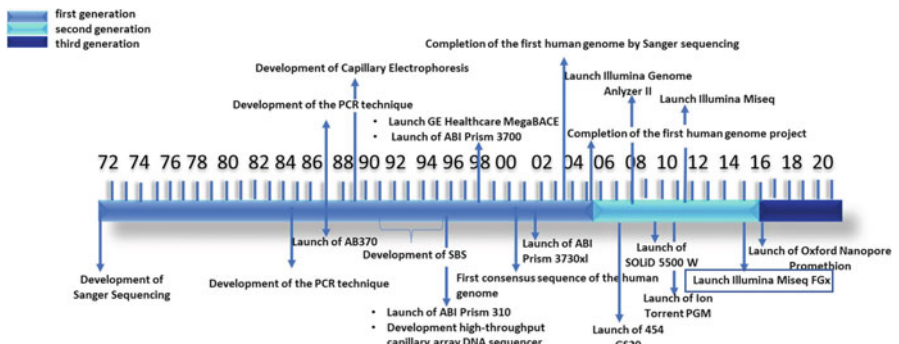 first generation
second generation
third generation
Completion of the first human genome by Sanger sequencing
Development of Capillary Electrophoresis
Launch Illumina Genome
Anlyzer II
Launch Illumina Miseq
Development of the PCR technique
• Launch GE Healthcare MegaBACE
• Launch of ABI Prism 3700
Completion of the first human genome project
72 74 76 78 80 82 84 86 88 90 92 94 96 98 00 02 04 06 08 10 12 14 16 18 20
Launch of AB370
Development of SBS
Launch of ABI
Prism 3730xl
Launch of
SOLiD 5500 W
Launch of Oxford Nanopore
Promethion
Development of
Sanger Sequencing
Development of the PCR technique
First consensus sequence of the human
genome
Launch Illumina Miseq FGx
Launch of Ion
Torrent PGM
• Launch of ABI Prism 310
• Development high-throughput
capillary array DNA sequencer
Launch of 454
GS20